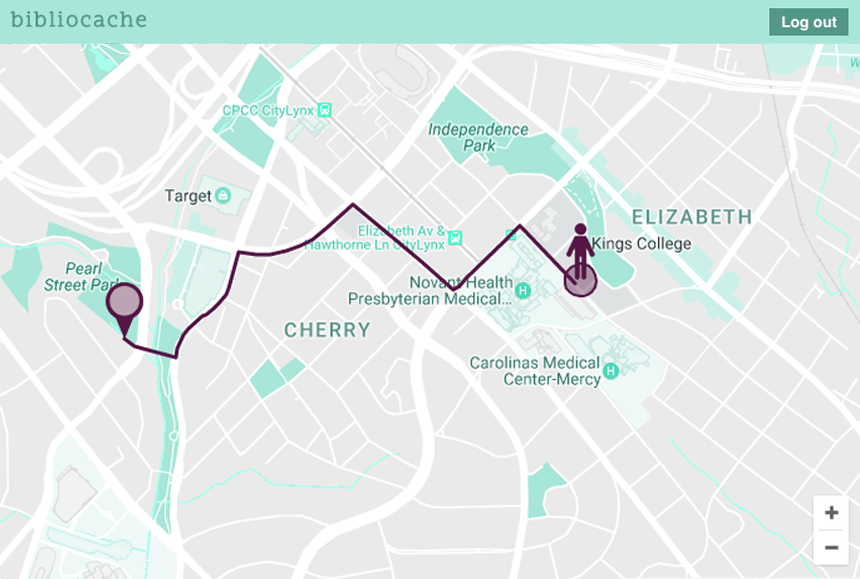 bibliocache
Log out
CPCC CityLynx
Independence
Park
Target
ELIZABETH
Elizabeth Av &
Hawthorne Ln CityLynx
Kings College
Pearl
Street Park
Novant Health
Presbyterian Medical...
CHERRY
Carolinas Medical
Center-Mercy
H
H
+
−